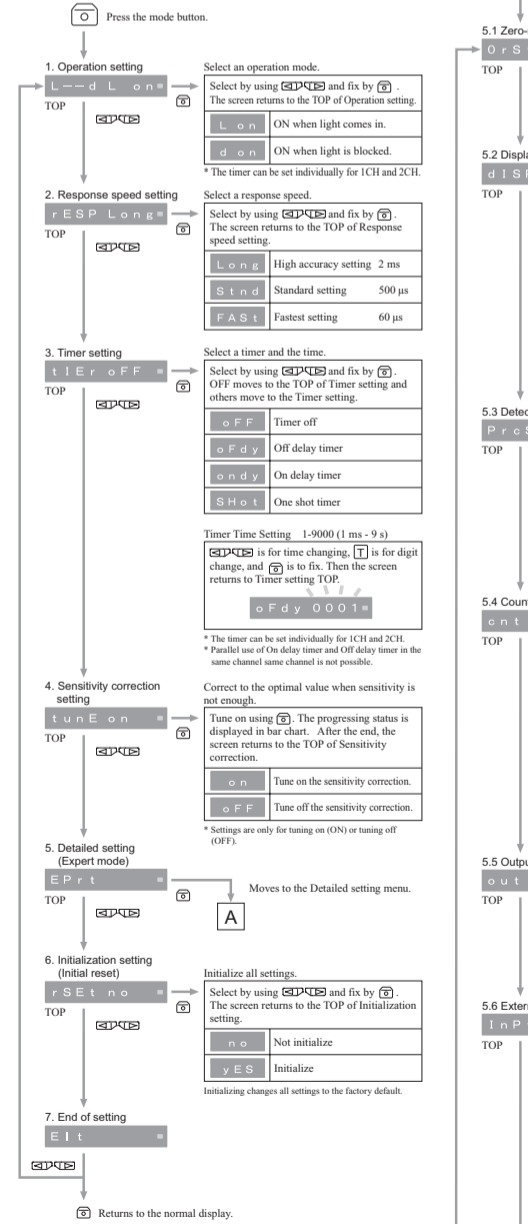 Press the mode button.
1. Operation setting
L--d L on=
TOP
Select an operation mode.
Select by using and fix by .
The screen returns to the TOP of Operation setting.
L on ON when light comes in.
d on ON when light is blocked.
* The timer can be set individually for 1CH and 2CH.
2. Response speed setting
rESP Long=
TOP
Select a response speed.
Select by using and fix by .
The screen returns to the TOP of Response
speed setting.
Long High accuracy setting 2 ms
Stnd Standard setting 500 μs
FASt Fastest setting 60 μs
3. Timer setting
tIEr oFF =
TOP
Select a timer and the time.
Select by using and fix by .
OFF moves to the TOP of Timer setting and
others move to the Timer setting.
oFF Timer off
oFdy Off delay timer
ondy On delay timer
SHot One shot timer
Timer Time Setting 1-9000 (1 ms - 9 s)
is for time changing, T is for digit
change, and is to fix. Then the screen
returns to Timer setting TOP.
oFdy 0001=
* The timer can be set individually for 1CH and 2CH.
* Parallel use of On delay timer and Off delay timer in the
same channel same channel is not possible.
4. Sensitivity correction
setting
tunE on =
TOP
Correct to the optimal value when sensitivity is
not enough.
Tune on using . The progressing status is
displayed in bar chart. After the end, the
screen returns to the TOP of Sensitivity
correction.
on Tune on the sensitivity correction.
oFF Tune off the sensitivity correction.
* Settings are only for tuning on (ON) or tuning off
(OFF).
5. Detailed setting
(Expert mode)
EPrt =
TOP
Moves to the Detailed setting menu.
A
6. Initialization setting
(Initial reset)
rSEt no =
TOP
Initialize all settings.
Select by using and fix by .
The screen returns to the TOP of Initialization
setting.
no Not initialize
yES Initialize
Initializing changes all settings to the factory default.
7. End of setting
EIt =
Returns to the normal display.
5.1 Zero-
0rS
TOP
5.2 Displa
dISP
TOP
5.3 Detec
PrcS
TOP
5.4 Coun
cnt
TOP
5.5 Outpu
out
TOP
5.6 Extern
InP
TOP